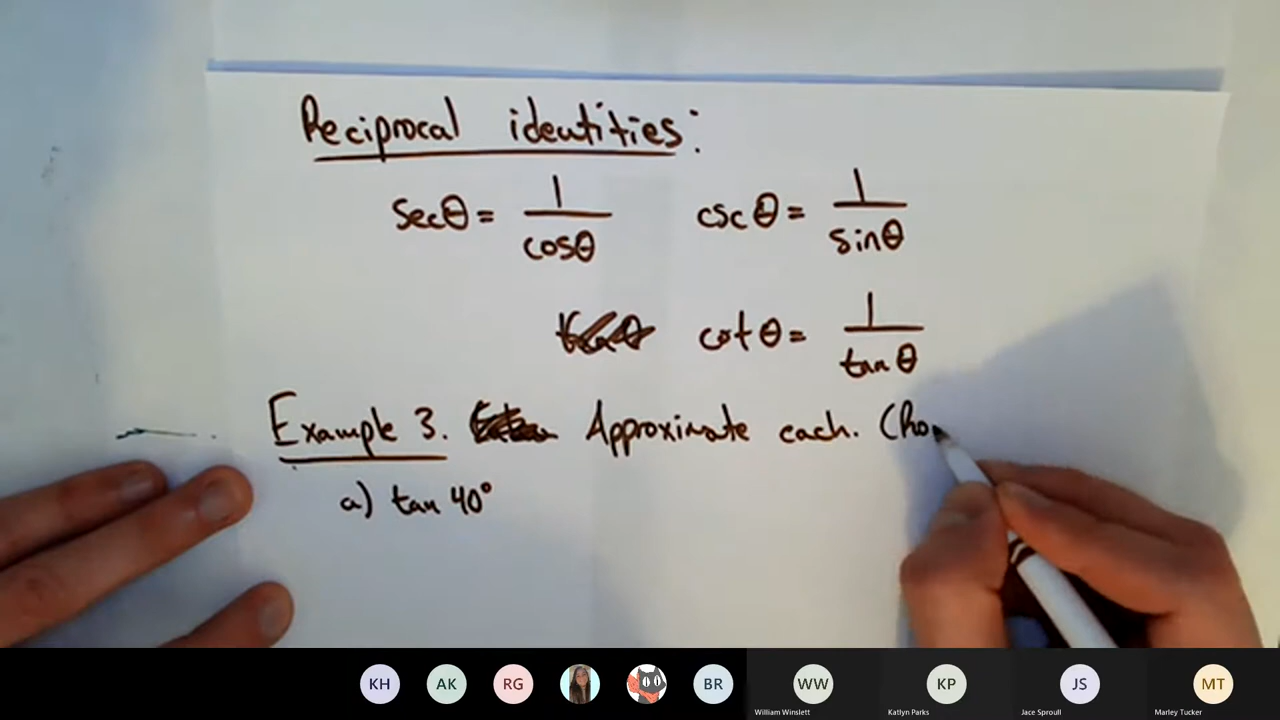 Reciprocal identities:
secθ = 1/cosθ cscθ = 1/sinθ
cotθ = 1/tanθ
Example 3. Approximate each. (Ro
a) tan 40°
KH AK RG BR WW KP JS MT
William Winslett Katlyn Parks Jace Sproull Marley Tucker